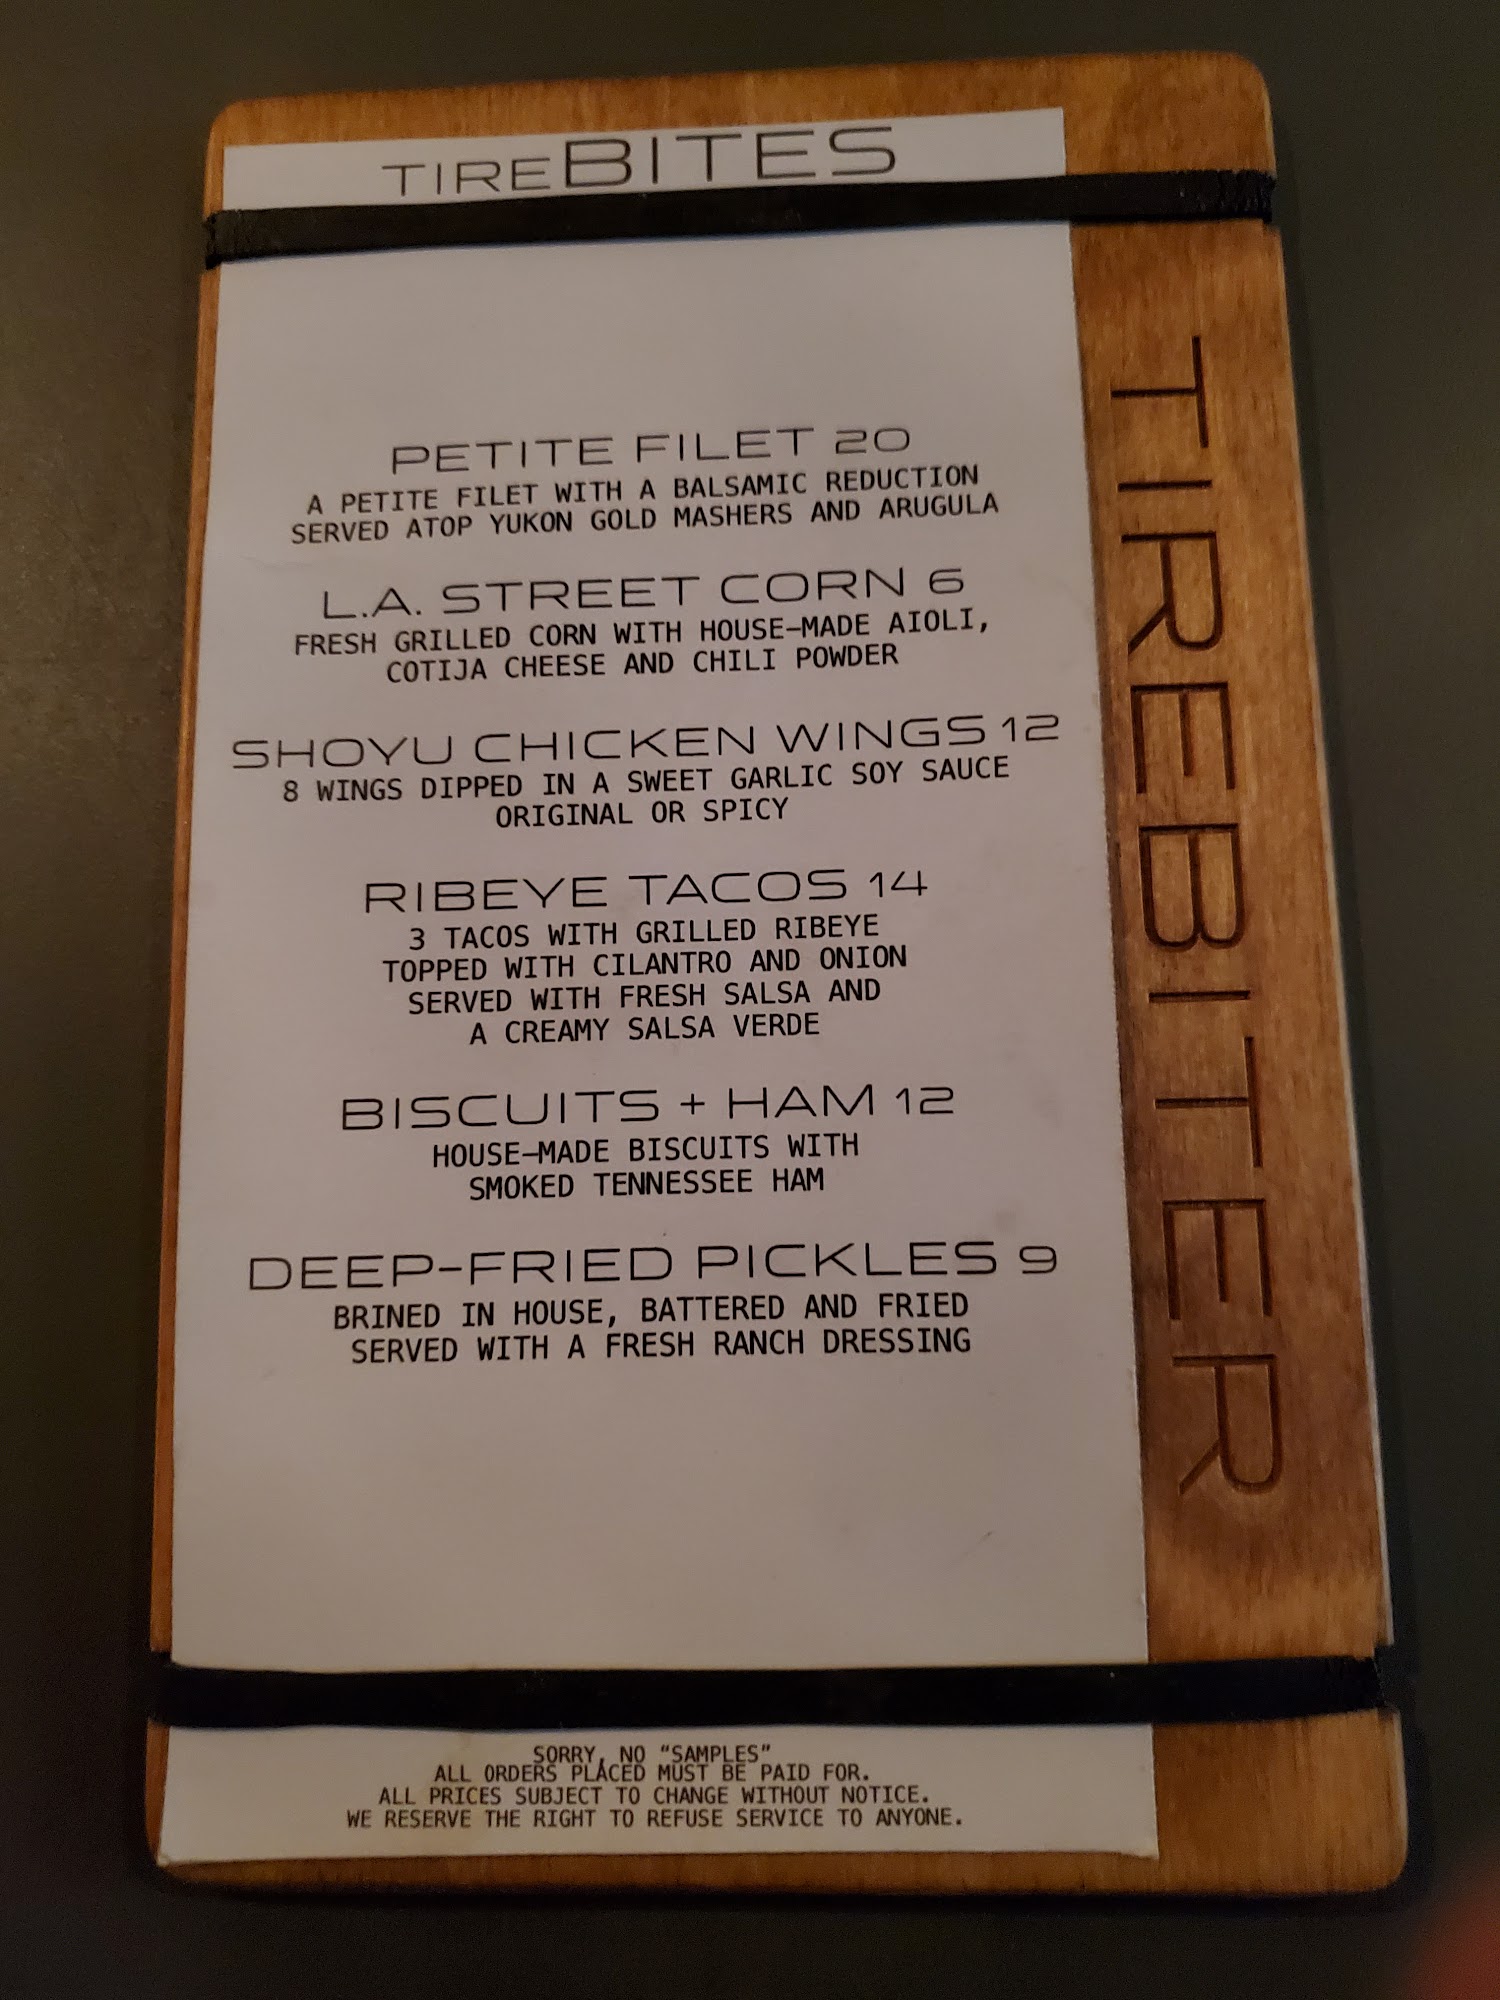 TIREBITES
PETITE FILET 20
A PETITE FILET WITH A BALSAMIC REDUCTION
SERVED ATOP YUKON GOLD MASHERS AND ARUGULA
L.A. STREET CORN 6
FRESH GRILLED CORN WITH HOUSE-MADE AIOLI,
COTIJA CHEESE AND CHILI POWDER
SHOYU CHICKEN WINGS 12
8 WINGS DIPPED IN A SWEET GARLIC SOY SAUCE
ORIGINAL OR SPICY
RIBEYE TACOS 14
3 TACOS WITH GRILLED RIBEYE
TOPPED WITH CILANTRO AND ONION
SERVED WITH FRESH SALSA AND
A CREAMY SALSA VERDE
BISCUITS + HAM 12
HOUSE-MADE BISCUITS WITH
SMOKED TENNESSEE HAM
DEEP-FRIED PICKLES 9
BRINED IN HOUSE, BATTERED AND FRIED
SERVED WITH A FRESH RANCH DRESSING
SORRY, NO “SAMPLES”
ALL ORDERS PLACED MUST BE PAID FOR.
ALL PRICES SUBJECT TO CHANGE WITHOUT NOTICE.
WE RESERVE THE RIGHT TO REFUSE SERVICE TO ANYONE.
TIREBITER